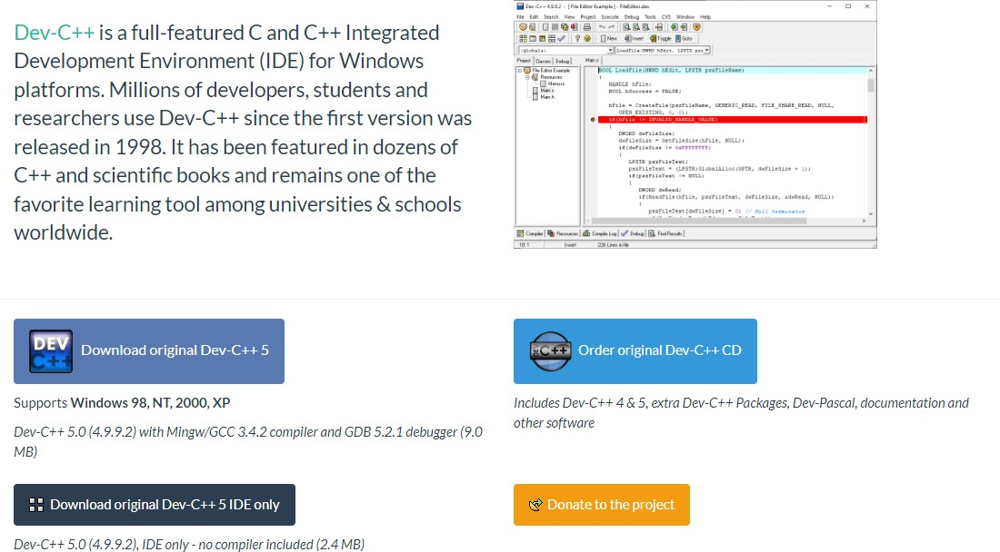 Dev-C++ is a full-featured C and C++ Integrated
Development Environment (IDE) for Windows
platforms. Millions of developers, students and
researchers use Dev-C++ since the first version was
released in 1998. It has been featured in dozens of
C++ and scientific books and remains one of the
favorite learning tool among universities & schools
worldwide.
Dev-C++ 4.9.9.2 - [ File Editor Example ] - FileEditor.dev
File Edit Search View Project Execute Debug Tools CVS Window Help
New Insert Toggle Goto
(globals) LoadFile(HWND hEdit, LPSTR psz
Project Classes Debug Main.c
File Editor Example
Resources
Menu.rc
Main.c
Main.h
BOOL LoadFile(HWND hEdit, LPSTR pszFileName)
{
HANDLE hFile;
BOOL bSuccess = FALSE;
hFile = CreateFile(pszFileName, GENERIC_READ, FILE_SHARE_READ, NULL,
OPEN_EXISTING, 0, 0);
if(hFile != INVALID_HANDLE_VALUE)
{
DWORD dwFileSize;
dwFileSize = GetFileSize(hFile, NULL);
if(dwFileSize != 0xFFFFFFFF)
{
LPSTR pszFileText;
pszFileText = (LPSTR)GlobalAlloc(GPTR, dwFileSize + 1);
if(pszFileText != NULL)
{
DWORD dwRead;
if(ReadFile(hFile, pszFileText, dwFileSize, &dwRead, NULL))
{
pszFileText[dwFileSize] = 0; // Null terminator
Compiler Resources Compile Log Debug Find Results
10: 1 Insert 226 Lines in file
DEV C++ Download original Dev-C++ 5
Supports Windows 98, NT, 2000, XP
Dev-C++ 5.0 (4.9.9.2) with Mingw/GCC 3.4.2 compiler and GDB 5.2.1 debugger (9.0
MB)
C++ Order original Dev-C++ CD
Includes Dev-C++ 4 & 5, extra Dev-C++ Packages, Dev-Pascal, documentation and
other software
Download original Dev-C++ 5 IDE only
Dev-C++ 5.0 (4.9.9.2), IDE only - no compiler included (2.4 MB)
Donate to the project